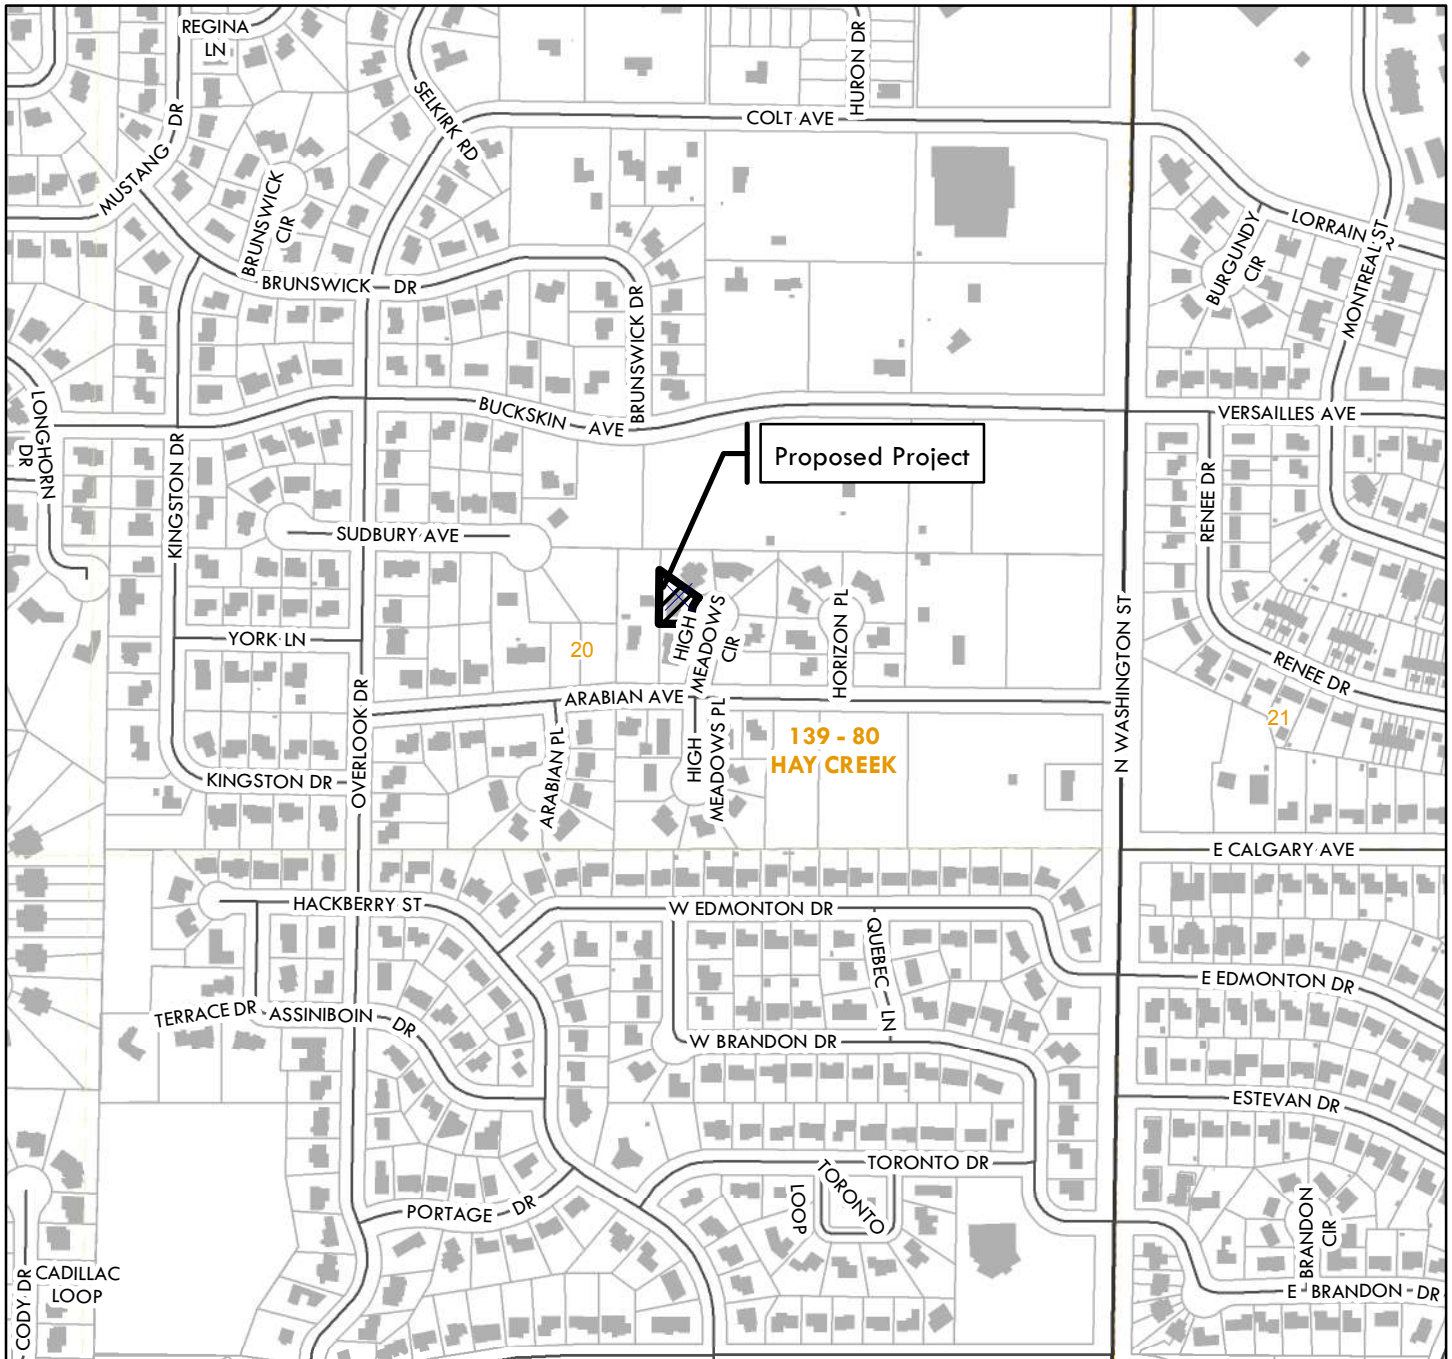 REGINA
LN
HURON DR
SELKIRK RD
COLT AVE
MUSTANG DR
BRUNSWICK
CIR
BURGUNDY
CIR
LORRAIN
MONTREAL ST
BRUNSWICK DR
BRUNSWICK DR
LONGHORN
DR
BUCKSKIN AVE
VERSAILLES AVE
Proposed Project
KINGSTON DR
RENEE DR
SUDBURY AVE
HIGH
MEADOWS
CIR
HORIZON PL
YORK LN
20
N WASHINGTON ST
RENEE DR
OVERLOOK DR
ARABIAN AVE
21
ARABIAN PL
HIGH
MEADOWS PL
139 - 80
HAY CREEK
KINGSTON DR
E CALGARY AVE
HACKBERRY ST
W EDMONTON DR
QUEBEC LN
E EDMONTON DR
TERRACE DR
ASSINIBOIN DR
W BRANDON DR
ESTEVAN DR
TORONTO DR
TORONTO
LOOP
PORTAGE DR
BRANDON
CIR
CODY DR
CADILLAC
LOOP
E BRANDON DR